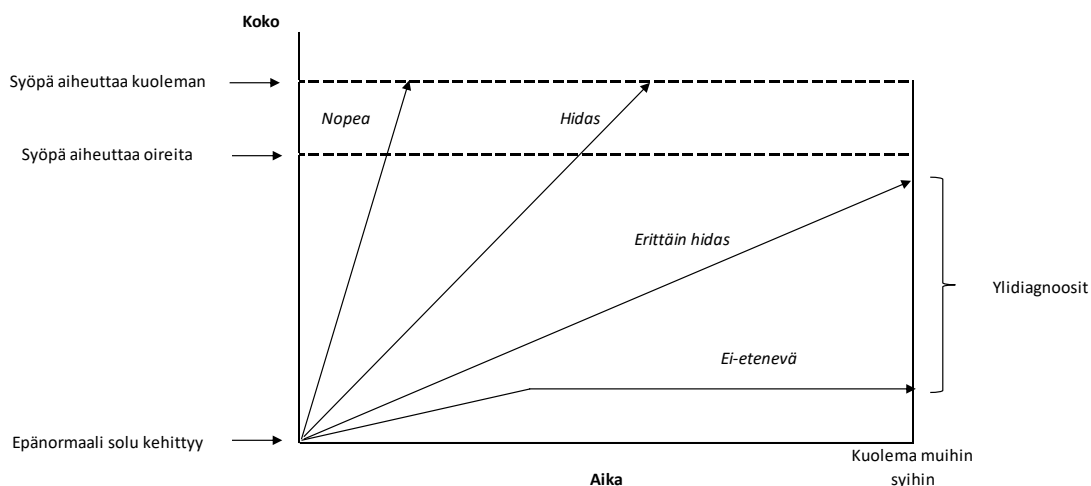 Koko
Syöpä aiheuttaa kuoleman
Nopea
Hidas
Syöpä aiheuttaa oireita
Erittäin hidas
Ylidiagnoosit
Ei-etenevä
Epänormaali solu kehittyy
Kuolema muihin
syihin
Aika